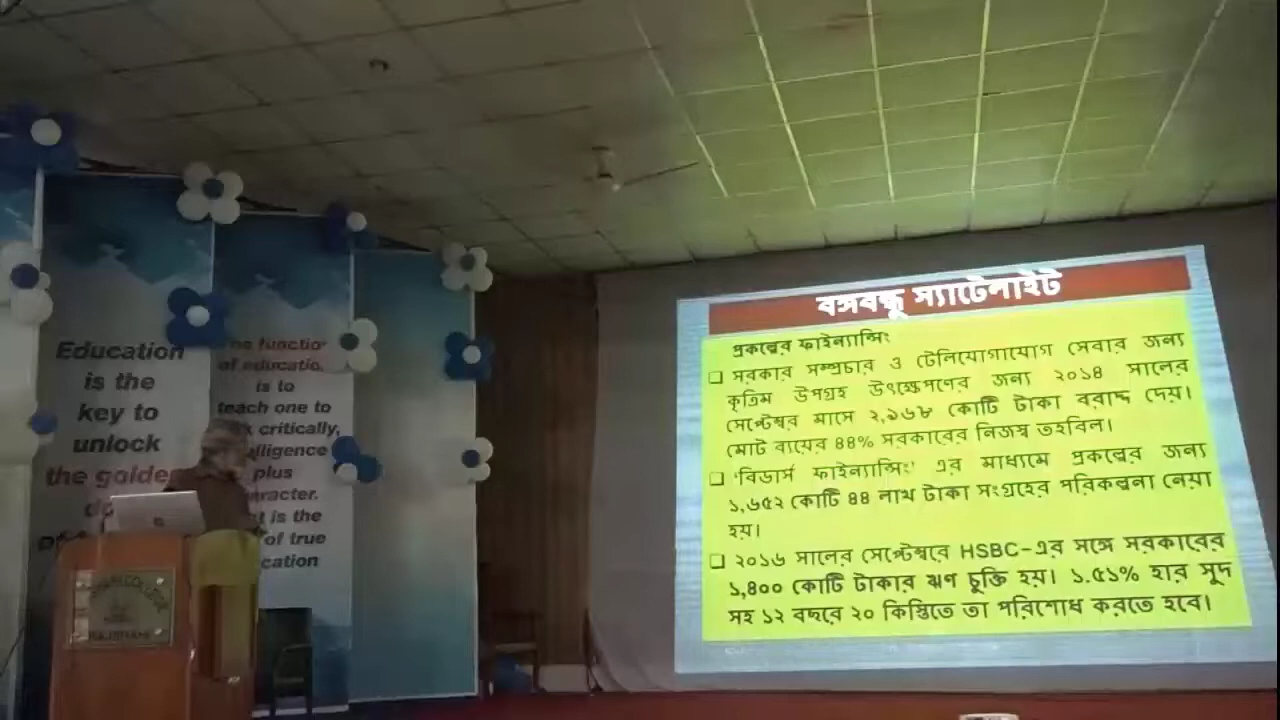 Education
is the
key to
unlock
the golde
of educatio
is to
teach one to
critically,
plus
t is the
of true
cation
RAJSHAHI
বঙ্গবন্ধু স্যাটেলাইট
প্রকল্পের ফাইন্যান্সিং
সরকার সম্প্রচার ও টেলিযোগাযোগ সেবার জন্য
কৃত্রিম উপগ্রহ উৎক্ষেপণের জন্য ২০১৪ সালের
সেপ্টেম্বর মাসে ২,৯৬৮ কোটি টাকা বরাদ্দ দেয়।
মোট ব্যয়ের ৪৪% সরকারের নিজস্ব তহবিল।
‘বিডার্স ফাইন্যান্সিং’ এর মাধ্যমে প্রকল্পের জন্য
১,৬৫২ কোটি ৪৪ লাখ টাকা সংগ্রহের পরিকল্পনা নেয়া
হয়।
২০১৬ সালের সেপ্টেম্বরে HSBC-এর সঙ্গে সরকারের
১,৪০০ কোটি টাকার ঋণ চুক্তি হয়। ১.৫১% হার সুদ
সহ ১২ বছরে ২০ কিস্তিতে তা পরিশোধ করতে হবে।